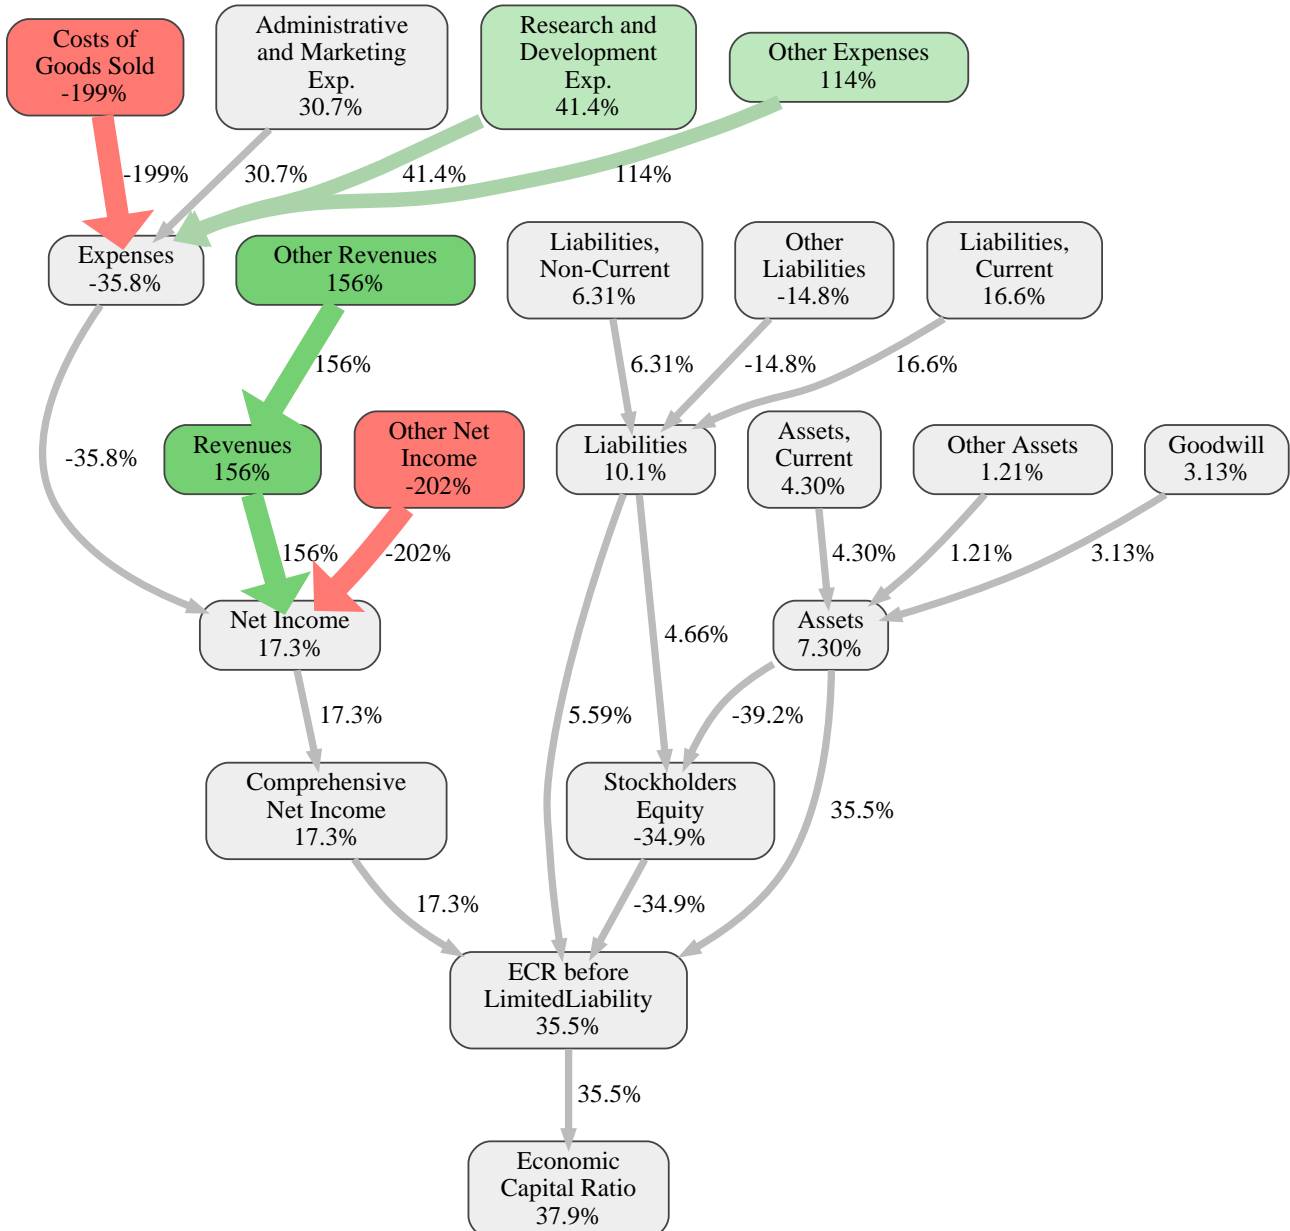 Costs of
Goods Sold
-199%
Administrative
and Marketing
Exp.
30.7%
Research and
Development
Exp.
41.4%
Other Expenses
114%
-199%
30.7%
41.4%
114%
Expenses
-35.8%
Other Revenues
156%
Liabilities,
Non-Current
6.31%
Other
Liabilities
-14.8%
Liabilities,
Current
16.6%
156%
6.31%
-14.8%
16.6%
-35.8%
Revenues
156%
Other Net
Income
-202%
Liabilities
10.1%
Assets,
Current
4.30%
Other Assets
1.21%
Goodwill
3.13%
156%
-202%
4.30%
1.21%
3.13%
Net Income
17.3%
4.66%
Assets
7.30%
17.3%
5.59%
-39.2%
Comprehensive
Net Income
17.3%
Stockholders
Equity
-34.9%
35.5%
17.3%
-34.9%
ECR before
LimitedLiability
35.5%
35.5%
Economic
Capital Ratio
37.9%